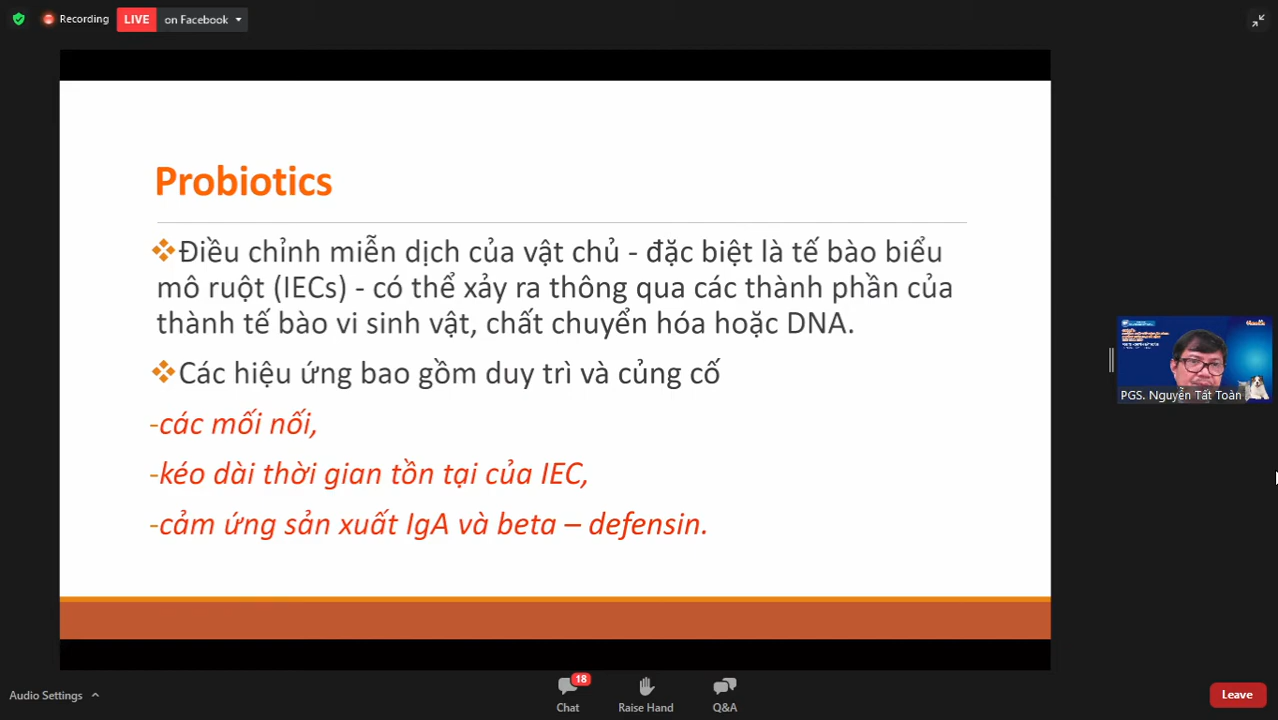 Recording LIVE on Facebook
Probiotics
Điều chỉnh miễn dịch của vật chủ - đặc biệt là tế bào biểu
mô ruột (IECs) - có thể xảy ra thông qua các thành phần của
thành tế bào vi sinh vật, chất chuyển hóa hoặc DNA.
Các hiệu ứng bao gồm duy trì và củng cố
-các mối nối,
-kéo dài thời gian tồn tại của IEC,
-cảm ứng sản xuất IgA và beta – defensin.
PGS. Nguyễn Tất Toàn
Audio Settings
18
Chat
Raise Hand
Q&A
Leave